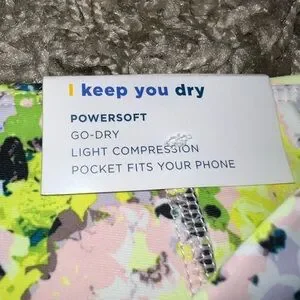 I keep you dry
POWERSOFT
GO-DRY
LIGHT COMPRESSION
POCKET FITS YOUR PHONE